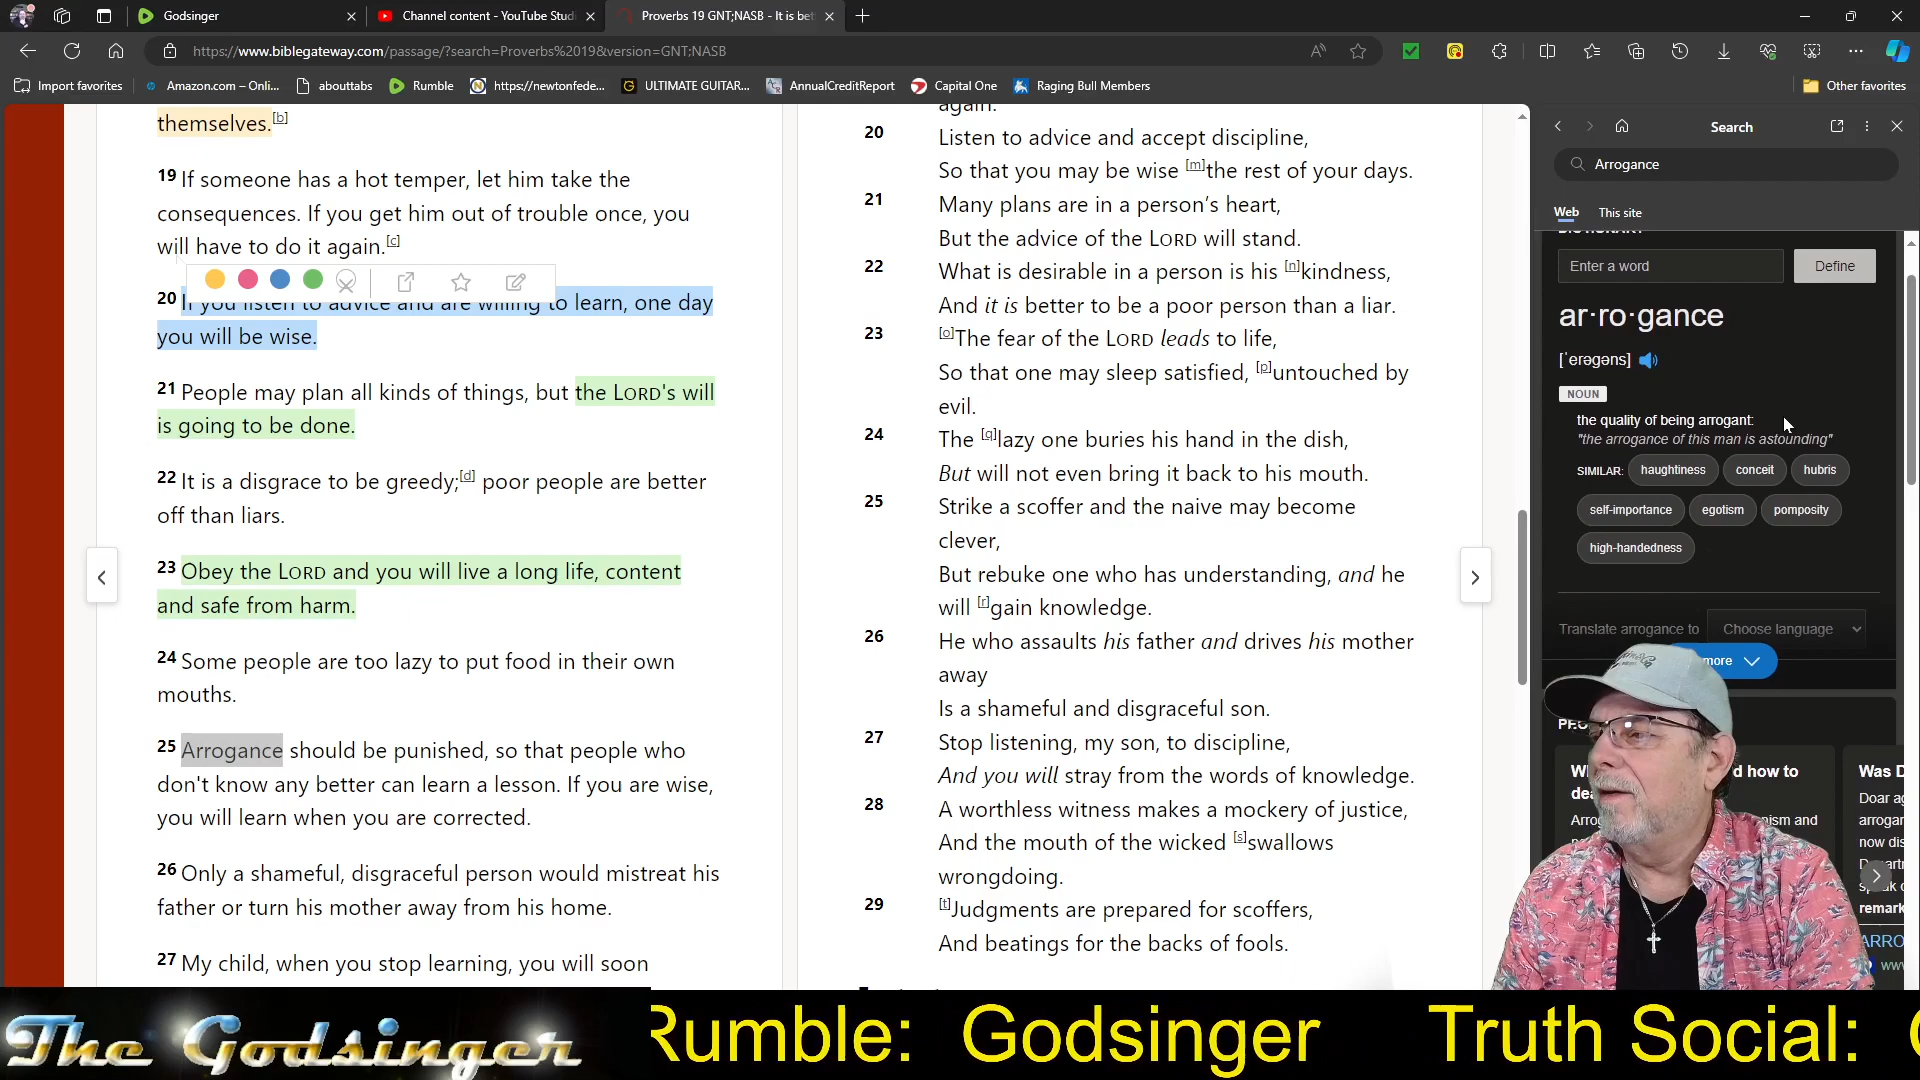 Godsinger
Channel content - YouTube Studi
Proverbs 19 GNT;NASB - It is bet
https://www.biblegateway.com/passage/?search=Proverbs%2019&version=GNT;NASB
Import favorites
Amazon.com – Onli...
abouttabs
Rumble
https://newtonfede...
ULTIMATE GUITAR...
AnnualCreditReport
Capital One
Raging Bull Members
Other favorites
themselves.[b]
19 If someone has a hot temper, let him take the
consequences. If you get him out of trouble once, you
will have to do it again.[c]
20 If you listen to advice and are willing to learn, one day
you will be wise.
21 People may plan all kinds of things, but the LORD's will
is going to be done.
22 It is a disgrace to be greedy;[d] poor people are better
off than liars.
23 Obey the LORD and you will live a long life, content
and safe from harm.
24 Some people are too lazy to put food in their own
mouths.
25 Arrogance should be punished, so that people who
don't know any better can learn a lesson. If you are wise,
you will learn when you are corrected.
26 Only a shameful, disgraceful person would mistreat his
father or turn his mother away from his home.
27 My child, when you stop learning, you will soon
again.
20 Listen to advice and accept discipline,
So that you may be wise [m]the rest of your days.
21 Many plans are in a person’s heart,
But the advice of the LORD will stand.
22 What is desirable in a person is his [n]kindness,
And it is better to be a poor person than a liar.
23 [o]The fear of the LORD leads to life,
So that one may sleep satisfied, [p]untouched by
evil.
24 The [q]lazy one buries his hand in the dish,
But will not even bring it back to his mouth.
25 Strike a scoffer and the naive may become
clever,
But rebuke one who has understanding, and he
will [r]gain knowledge.
26 He who assaults his father and drives his mother
away
Is a shameful and disgraceful son.
27 Stop listening, my son, to discipline,
And you will stray from the words of knowledge.
28 A worthless witness makes a mockery of justice,
And the mouth of the wicked [s]swallows
wrongdoing.
29 [t]Judgments are prepared for scoffers,
And beatings for the backs of fools.
Search
Arrogance
Web This site
Enter a word
Define
ar·ro·gance
[ˈerəɡəns]
NOUN
the quality of being arrogant:
"the arrogance of this man is astounding"
SIMILAR: haughtiness conceit hubris
self-importance egotism pomposity
high-handedness
Translate arrogance to Choose language
more
d how to
Was D
Doar ag
arrogan
now dis
remark
ARRO
www
The Godsinger
Rumble: Godsinger Truth Social: